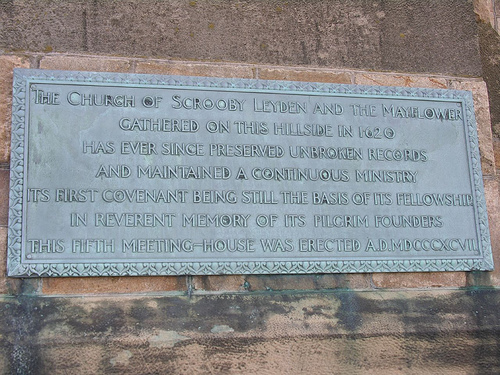 THE CHURCH OF SCROOBY LEYDEN AND THE MAYFLOWER
GATHERED ON THIS HILLSIDE IN 1620
HAS EVER SINCE PRESERVED UNBROKEN RECORDS
AND MAINTAINED A CONTINUOUS MINISTRY
ITS FIRST COVENANT BEING STILL THE BASIS OF ITS FELLOWSHIP
IN REVERENT MEMORY OF ITS PILGRIM FOUNDERS
THIS FIFTH MEETING-HOUSE WAS ERECTED A.D. MDCCCXCVII